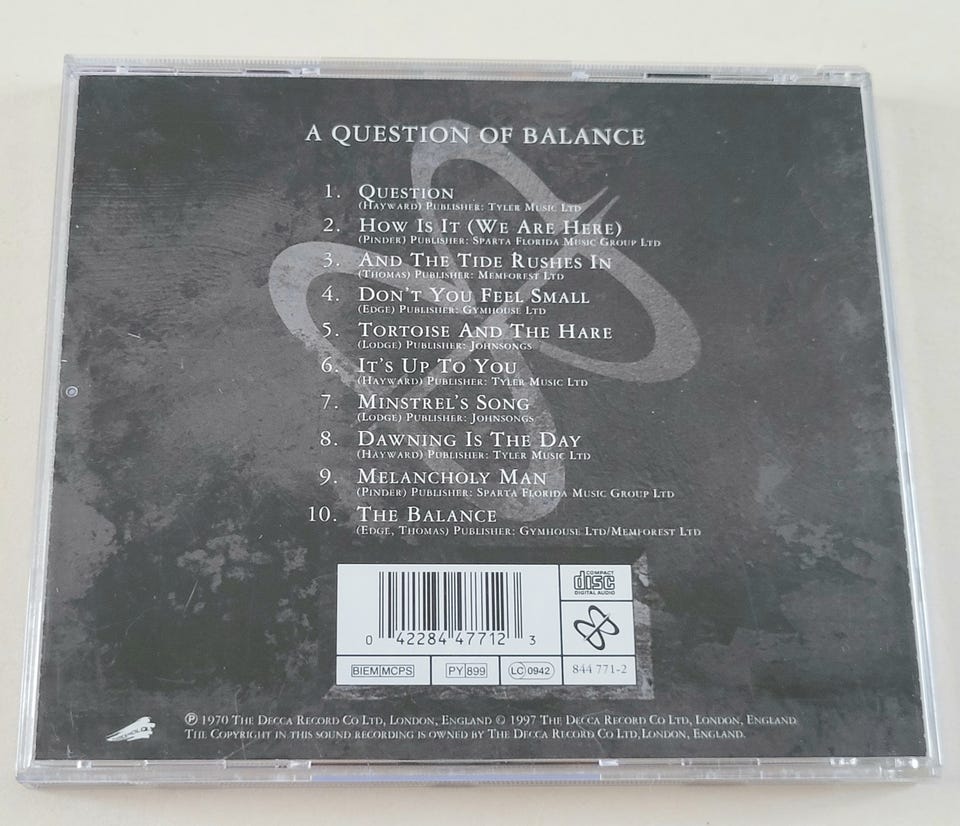 A QUESTION OF BALANCE
1. QUESTION
(HAYWARD) PUBLISHER: TYLER MUSIC LTD
2. HOW IS IT (WE ARE HERE)
(PINDER) PUBLISHER: SPARTA FLORIDA MUSIC GROUP LTD
3. AND THE TIDE RUSHES IN
(THOMAS) PUBLISHER: MEMFOREST LTD
4. DON'T YOU FEEL SMALL
(EDGE) PUBLISHER: GYMHOUSE LTD
5. TORTOISE AND THE HARE
(LODGE) PUBLISHER: JOHNSONGS
6. IT'S UP TO YOU
(HAYWARD) PUBLISHER: TYLER MUSIC LTD
7. MINSTREL'S SONG
(LODGE) PUBLISHER: JOHNSONGS
8. DAWNING IS THE DAY
(HAYWARD) PUBLISHER: TYLER MUSIC LTD
9. MELANCHOLY MAN
(PINDER) PUBLISHER: SPARTA FLORIDA MUSIC GROUP LTD
10. THE BALANCE
(EDGE, THOMAS) PUBLISHER: GYMHOUSE LTD/MEMFOREST LTD
COMPACT
disc
DIGITAL AUDIO
0 42284 47712 3
BIEM MCPS PY 899 LC 0942 844 771-2
℗ 1970 THE DECCA RECORD CO LTD, LONDON, ENGLAND © 1997 THE DECCA RECORD CO LTD, LONDON, ENGLAND
THE COPYRIGHT IN THIS SOUND RECORDING IS OWNED BY THE DECCA RECORD CO LTD, LONDON, ENGLAND.